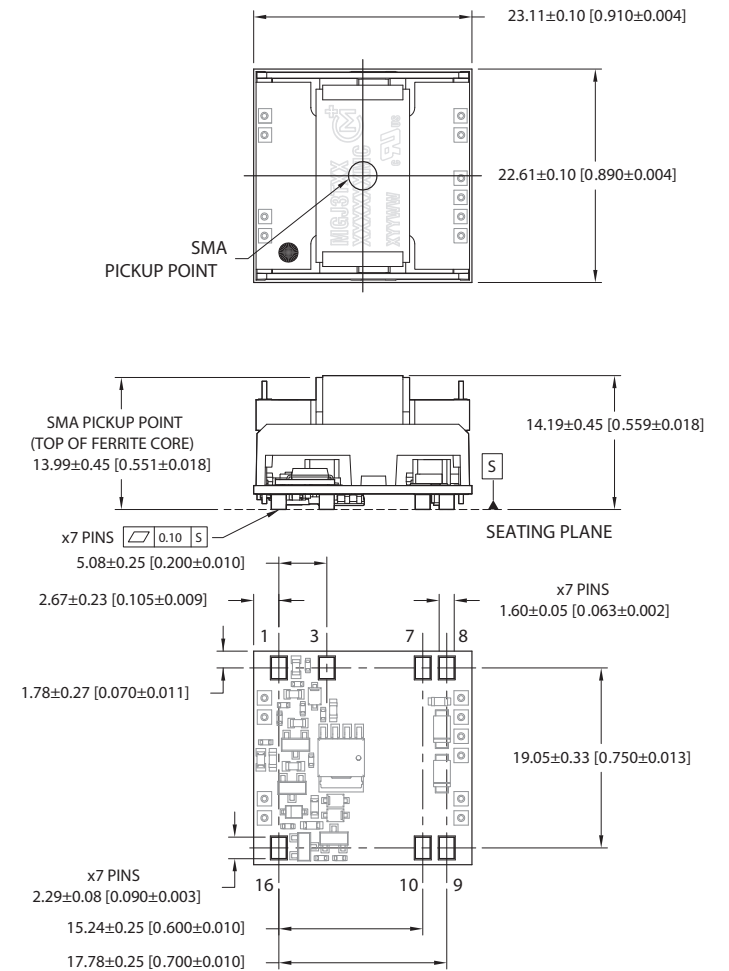 23.11±0.10 [0.910±0.004]
22.61±0.10 [0.890±0.004]
XYYWW
SMA
PICKUP POINT
SMA PICKUP POINT
(TOP OF FERRITE CORE)
13.99±0.45 [0.551±0.018]
14.19±0.45 [0.559±0.018]
S
SEATING PLANE
x7 PINS 0.10 S
5.08±0.25 [0.200±0.010]
2.67±0.23 [0.105±0.009]
x7 PINS
1.60±0.05 [0.063±0.002]
1 3 7 8
1.78±0.27 [0.070±0.011]
19.05±0.33 [0.750±0.013]
x7 PINS
2.29±0.08 [0.090±0.003]
16 10 9
15.24±0.25 [0.600±0.010]
17.78±0.25 [0.700±0.010]